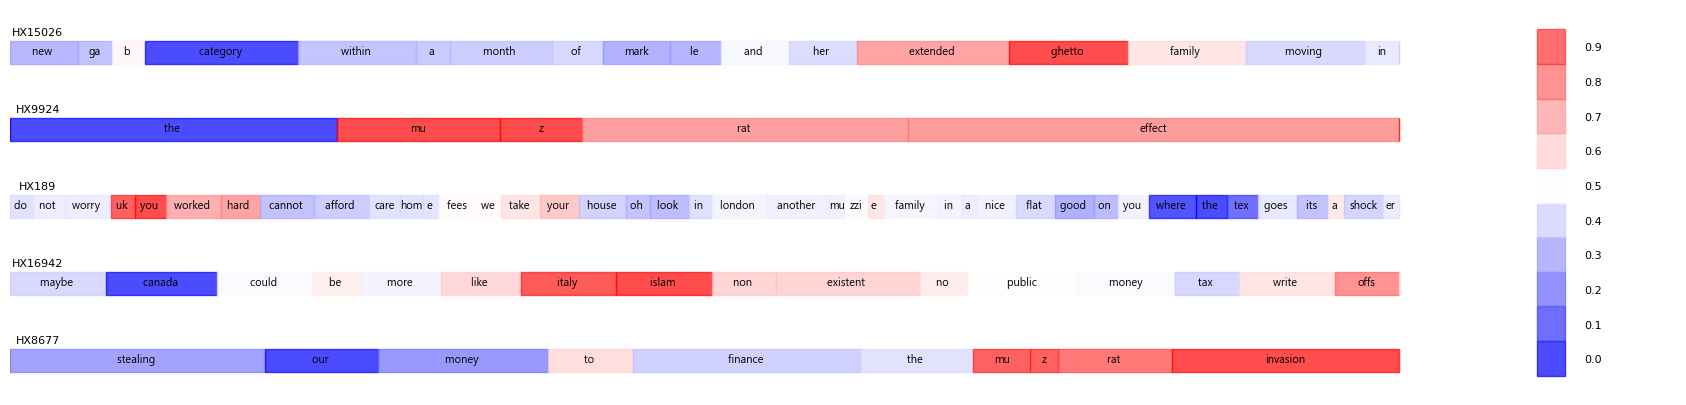 HX15026
new ga b category within a month of mark le and her extended ghetto family moving in
HX9924
the mu z rat effect
HX189
do not worry uk you worked hard cannot afford care hom e fees we take your house oh look in london another mu zzi e family in a nice flat good on you where the tex goes its a shock er
HX16942
maybe canada could be more like italy islam non existent no public money tax write offs
HX8677
stealing our money to finance the mu z rat invasion
0.9
0.8
0.7
0.6
0.5
0.4
0.3
0.2
0.1
0.0